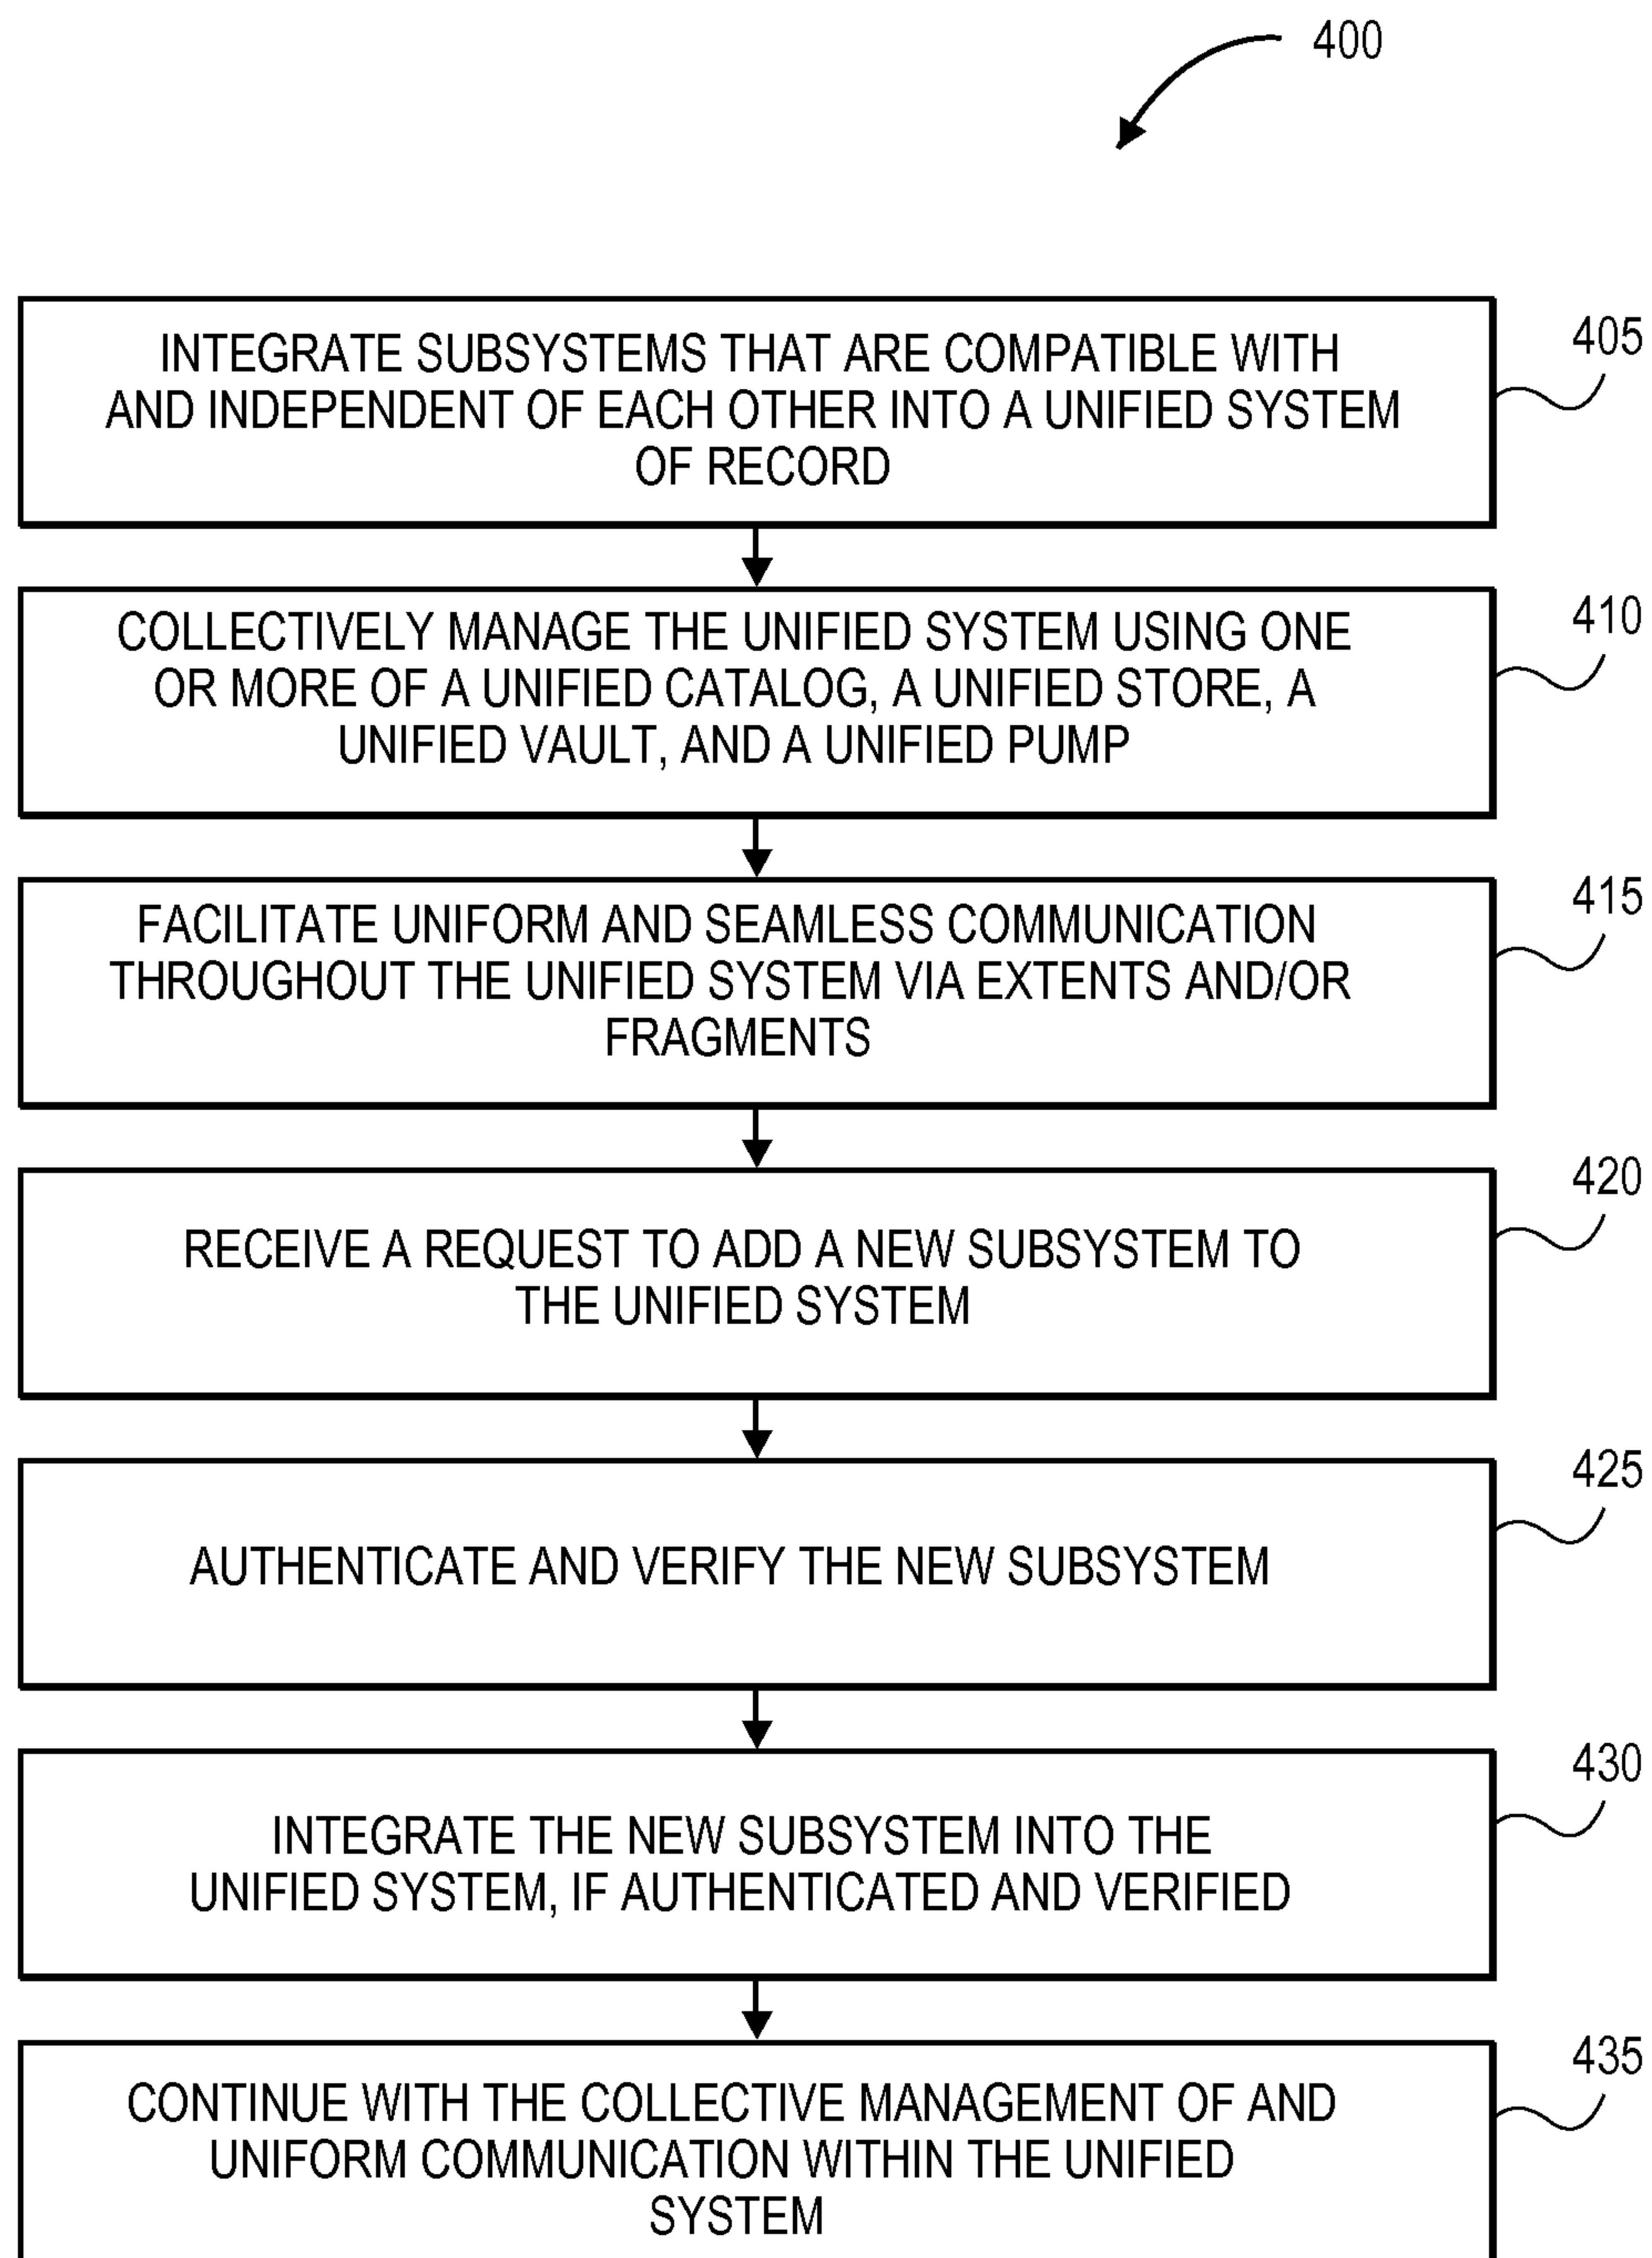 400
INTEGRATE SUBSYSTEMS THAT ARE COMPATIBLE WITH
AND INDEPENDENT OF EACH OTHER INTO A UNIFIED SYSTEM
OF RECORD
405
COLLECTIVELY MANAGE THE UNIFIED SYSTEM USING ONE
OR MORE OF A UNIFIED CATALOG, A UNIFIED STORE, A
UNIFIED VAULT, AND A UNIFIED PUMP
410
FACILITATE UNIFORM AND SEAMLESS COMMUNICATION
THROUGHOUT THE UNIFIED SYSTEM VIA EXTENTS AND/OR
FRAGMENTS
415
RECEIVE A REQUEST TO ADD A NEW SUBSYSTEM TO
THE UNIFIED SYSTEM
420
AUTHENTICATE AND VERIFY THE NEW SUBSYSTEM
425
INTEGRATE THE NEW SUBSYSTEM INTO THE
UNIFIED SYSTEM, IF AUTHENTICATED AND VERIFIED
430
CONTINUE WITH THE COLLECTIVE MANAGEMENT OF AND
UNIFORM COMMUNICATION WITHIN THE UNIFIED
SYSTEM
435